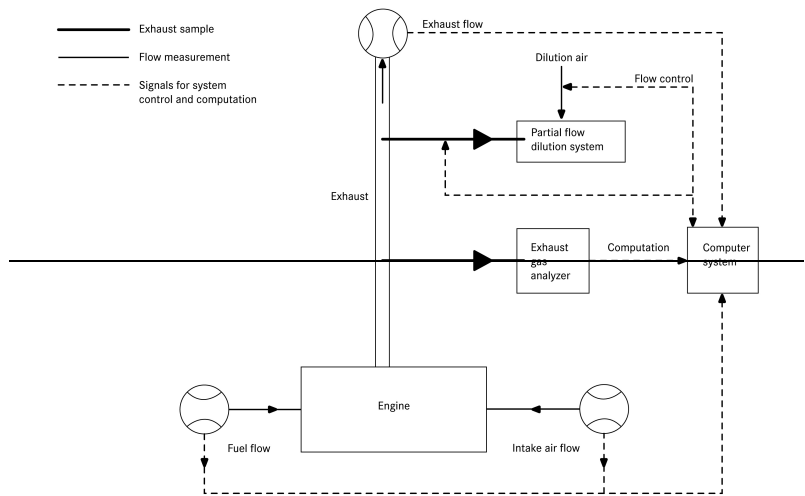 Exhaust sample
Flow measurement
Signals for system
control and computation
Exhaust flow
Dilution air
Flow control
Partial flow
dilution system
Exhaust
Exhaust
gas
analyzer
Computation
Computer
system
Engine
Fuel flow
Intake air flow